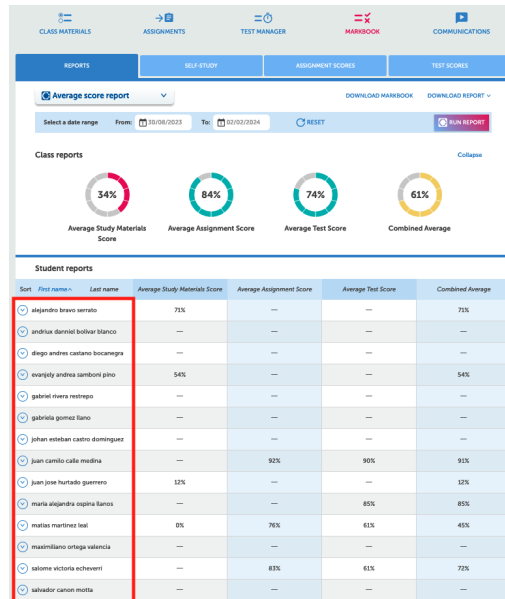 CLASS MATERIALS ASSIGNMENTS TEST MANAGER MARKBOOK COMMUNICATIONS
REPORTS SELF-STUDY ASSIGNMENT SCORES TEST SCORES
Average score report DOWNLOAD MARKBOOK DOWNLOAD REPORT
Select a date range From: 30/08/2023 To: 02/02/2024 RESET RUN REPORT
Class reports Collapse
34% 84% 74% 61%
Average Study Materials Score Average Assignment Score Average Test Score Combined Average
Student reports
Sort First name Last name Average Study Materials Score Average Assignment Score Average Test Score Combined Average
alejandro bravo serrato 71% — — 71%
andriux danniel bolivar blanco — — — —
diego andres castano bocanegra — — — —
evanjely andrea samboni pino 54% — — 54%
gabriel rivera restrepo — — — —
gabriela gomez llano — — — —
johan esteban castro dominguez — — — —
juan camilo calle medina — 92% 90% 91%
juan jose hurtado guerrero 12% — — 12%
maria alejandra ospina llanos — — 85% 85%
matias martinez leal 0% 76% 61% 45%
maximiliano ortega valencia — — — —
salome victoria echeverri — 83% 61% 72%
salvador canon motta — — — —